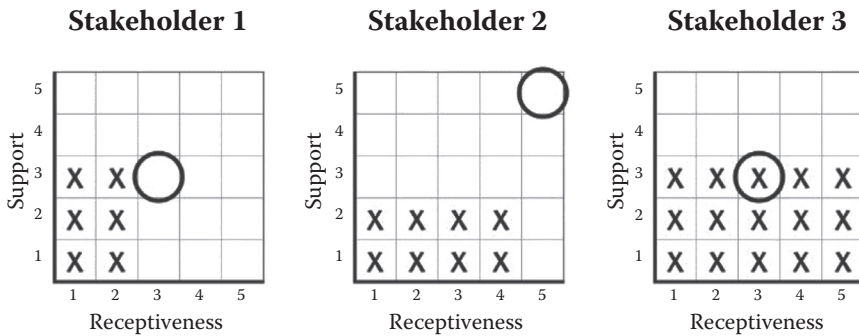 Stakeholder 1
5
4
3 X X
2 X X
1 X X
1 2 3 4 5
Support
Receptiveness
Stakeholder 2
5
4
3
2 X X X X
1 X X X X
1 2 3 4 5
Support
Receptiveness
Stakeholder 3
5
4
3 X X X X X
2 X X X X X
1 X X X X X
1 2 3 4 5
Support
Receptiveness